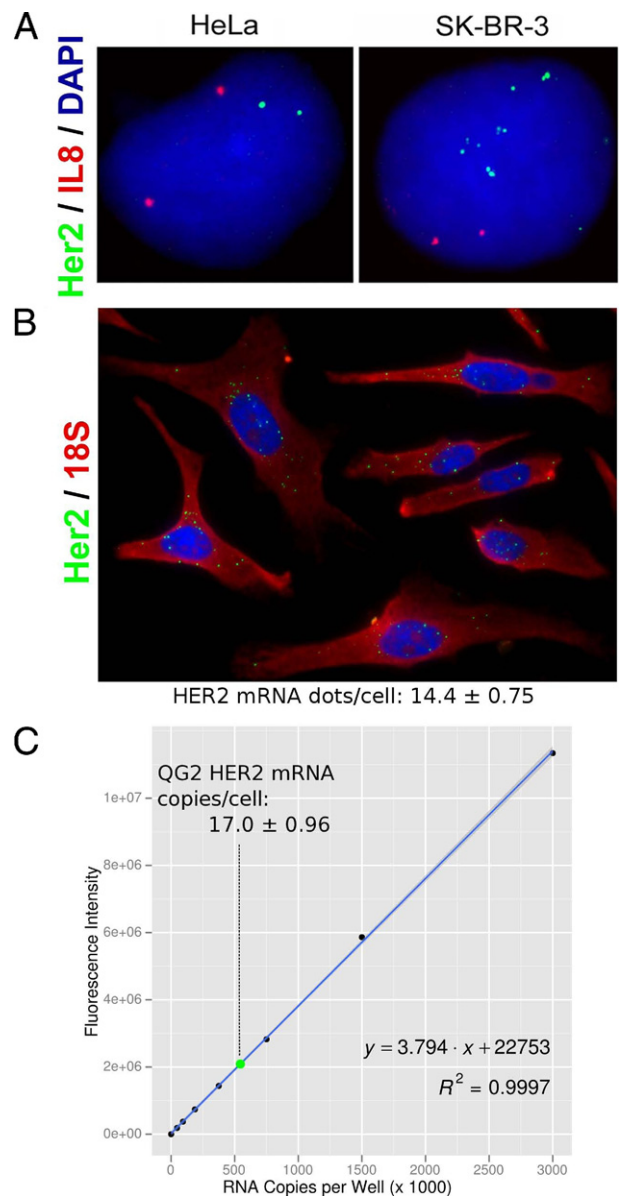 A
HeLa
SK-BR-3
Her2 / IL8 / DAPI
B
Her2 / 18S
HER2 mRNA dots/cell: 14.4 ± 0.75
C
QG2 HER2 mRNA
copies/cell:
17.0 ± 0.96
1e+07
8e+06
6e+06
4e+06
2e+06
0e+00
Fluorescence Intensity
y = 3.794 · x + 22753
R² = 0.9997
0 500 1000 1500 2000 2500 3000
RNA Copies per Well (x 1000)